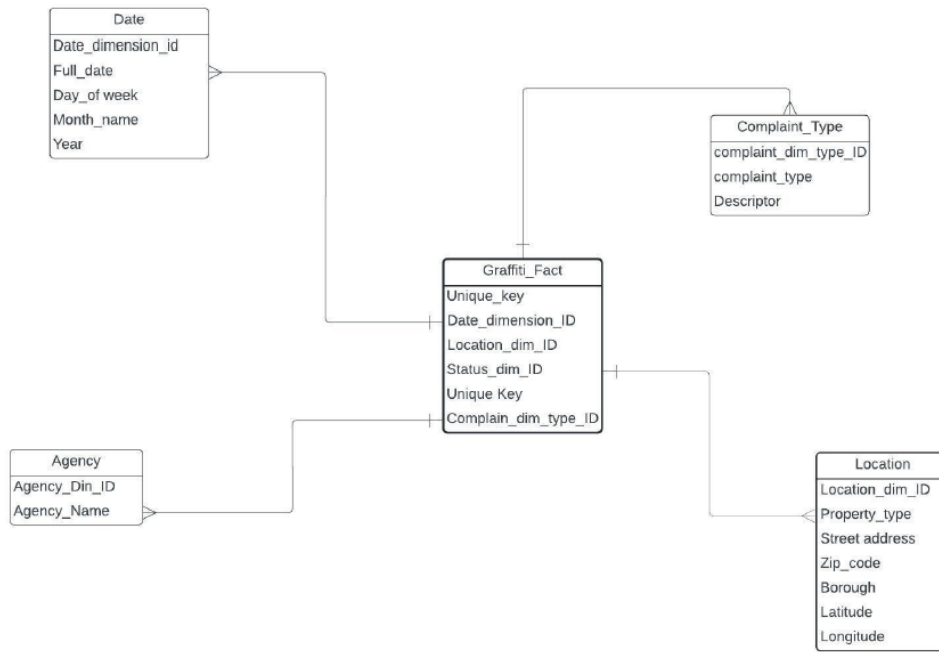 Date
Date_dimension_id
Full_date
Day_of week
Month_name
Year
Complaint_Type
complaint_dim_type_ID
complaint_type
Descriptor
Graffiti_Fact
Unique_key
Date_dimension_ID
Location_dim_ID
Status_dim_ID
Unique Key
Complain_dim_type_ID
Agency
Agency_Din_ID
Agency_Name
Location
Location_dim_ID
Property_type
Street address
Zip_code
Borough
Latitude
Longitude